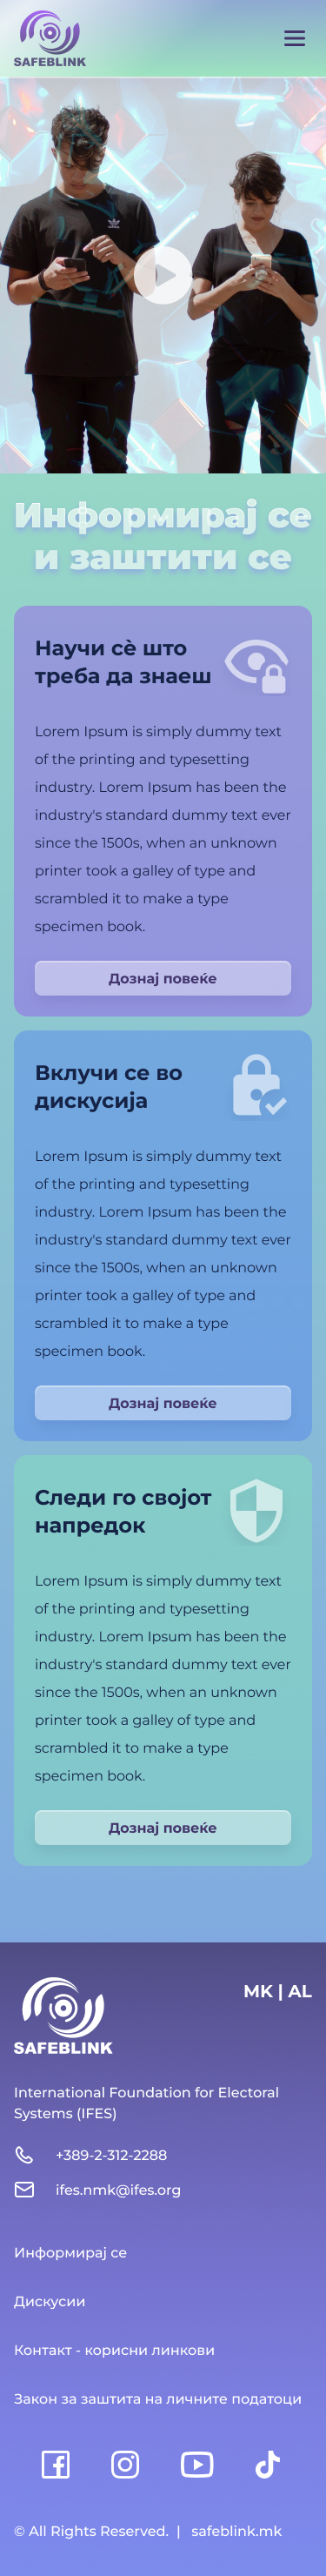 SAFEBLINK
Информирај се
и заштити се
Научи сѐ што
треба да знаеш
Lorem Ipsum is simply dummy text
of the printing and typesetting
industry. Lorem Ipsum has been the
industry's standard dummy text ever
since the 1500s, when an unknown
printer took a galley of type and
scrambled it to make a type
specimen book.
Дознај повеќе
Вклучи се во
дискусија
Lorem Ipsum is simply dummy text
of the printing and typesetting
industry. Lorem Ipsum has been the
industry's standard dummy text ever
since the 1500s, when an unknown
printer took a galley of type and
scrambled it to make a type
specimen book.
Дознај повеќе
Следи го својот
напредок
Lorem Ipsum is simply dummy text
of the printing and typesetting
industry. Lorem Ipsum has been the
industry's standard dummy text ever
since the 1500s, when an unknown
printer took a galley of type and
scrambled it to make a type
specimen book.
Дознај повеќе
SAFEBLINK
MK | AL
International Foundation for Electoral
Systems (IFES)
+389-2-312-2288
ifes.nmk@ifes.org
Информирај се
Дискусии
Контакт - корисни линкови
Закон за заштита на личните податоци
© All Rights Reserved. | safeblink.mk